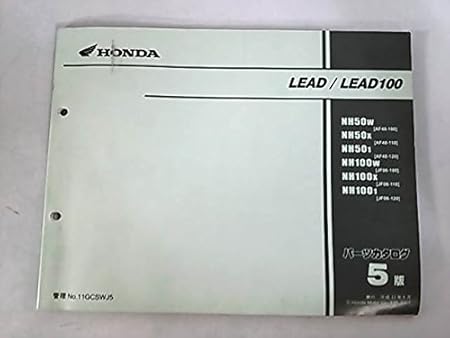 HONDA
LEAD / LEAD100
NH50W
[AF48-100]
NH50X
[AF48-110]
NH501
[AF48-120]
NH100W
[JF06-100]
NH100X
[JF06-110]
NH1001
[JF06-120]
パーツカタログ
5版
管理 No.11GCSWJ5